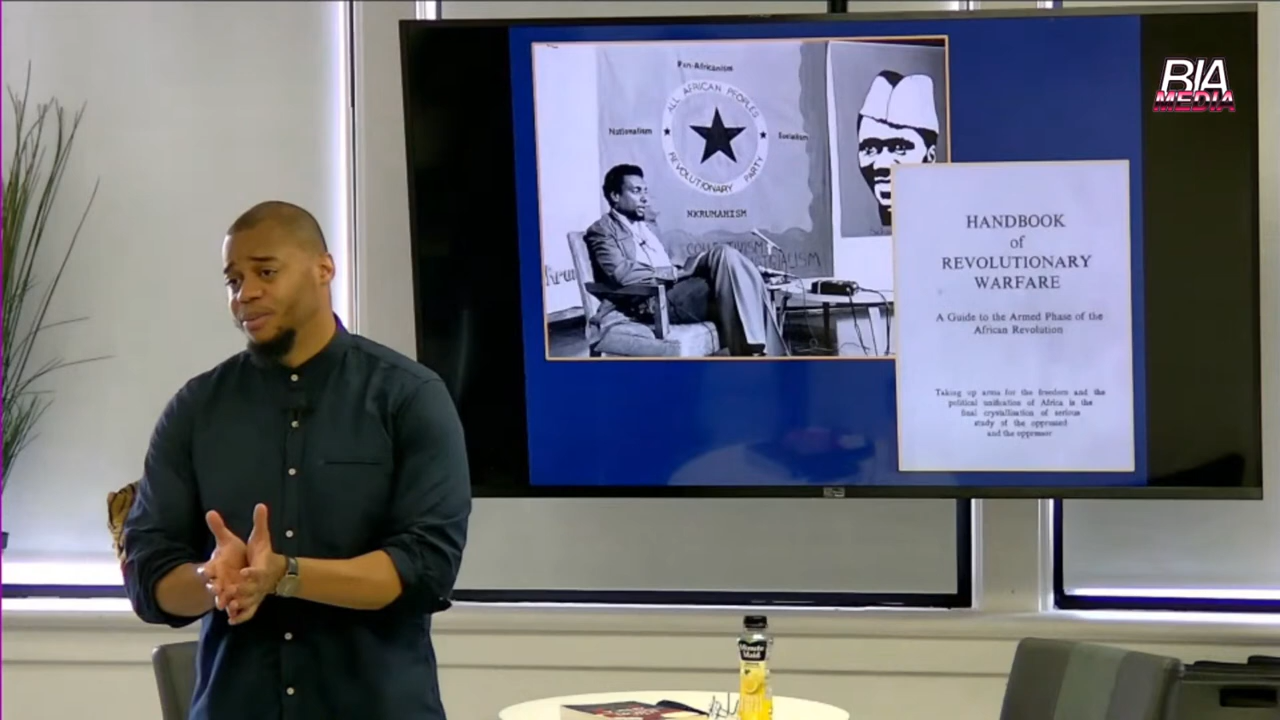 BIA
MEDIA
Pan-Africanism
ALL AFRICAN PEOPLES
Nationalism
Socialism
REVOLUTIONARY PARTY
NKRUMAHISM
HANDBOOK
of
REVOLUTIONARY
WARFARE
A Guide to the Armed Phase of the
African Revolution
Taking up arms for the freedom and the
political unification of Africa is the
final crystallisation of serious
study of the oppressed
and the oppressor
Minute
Maid